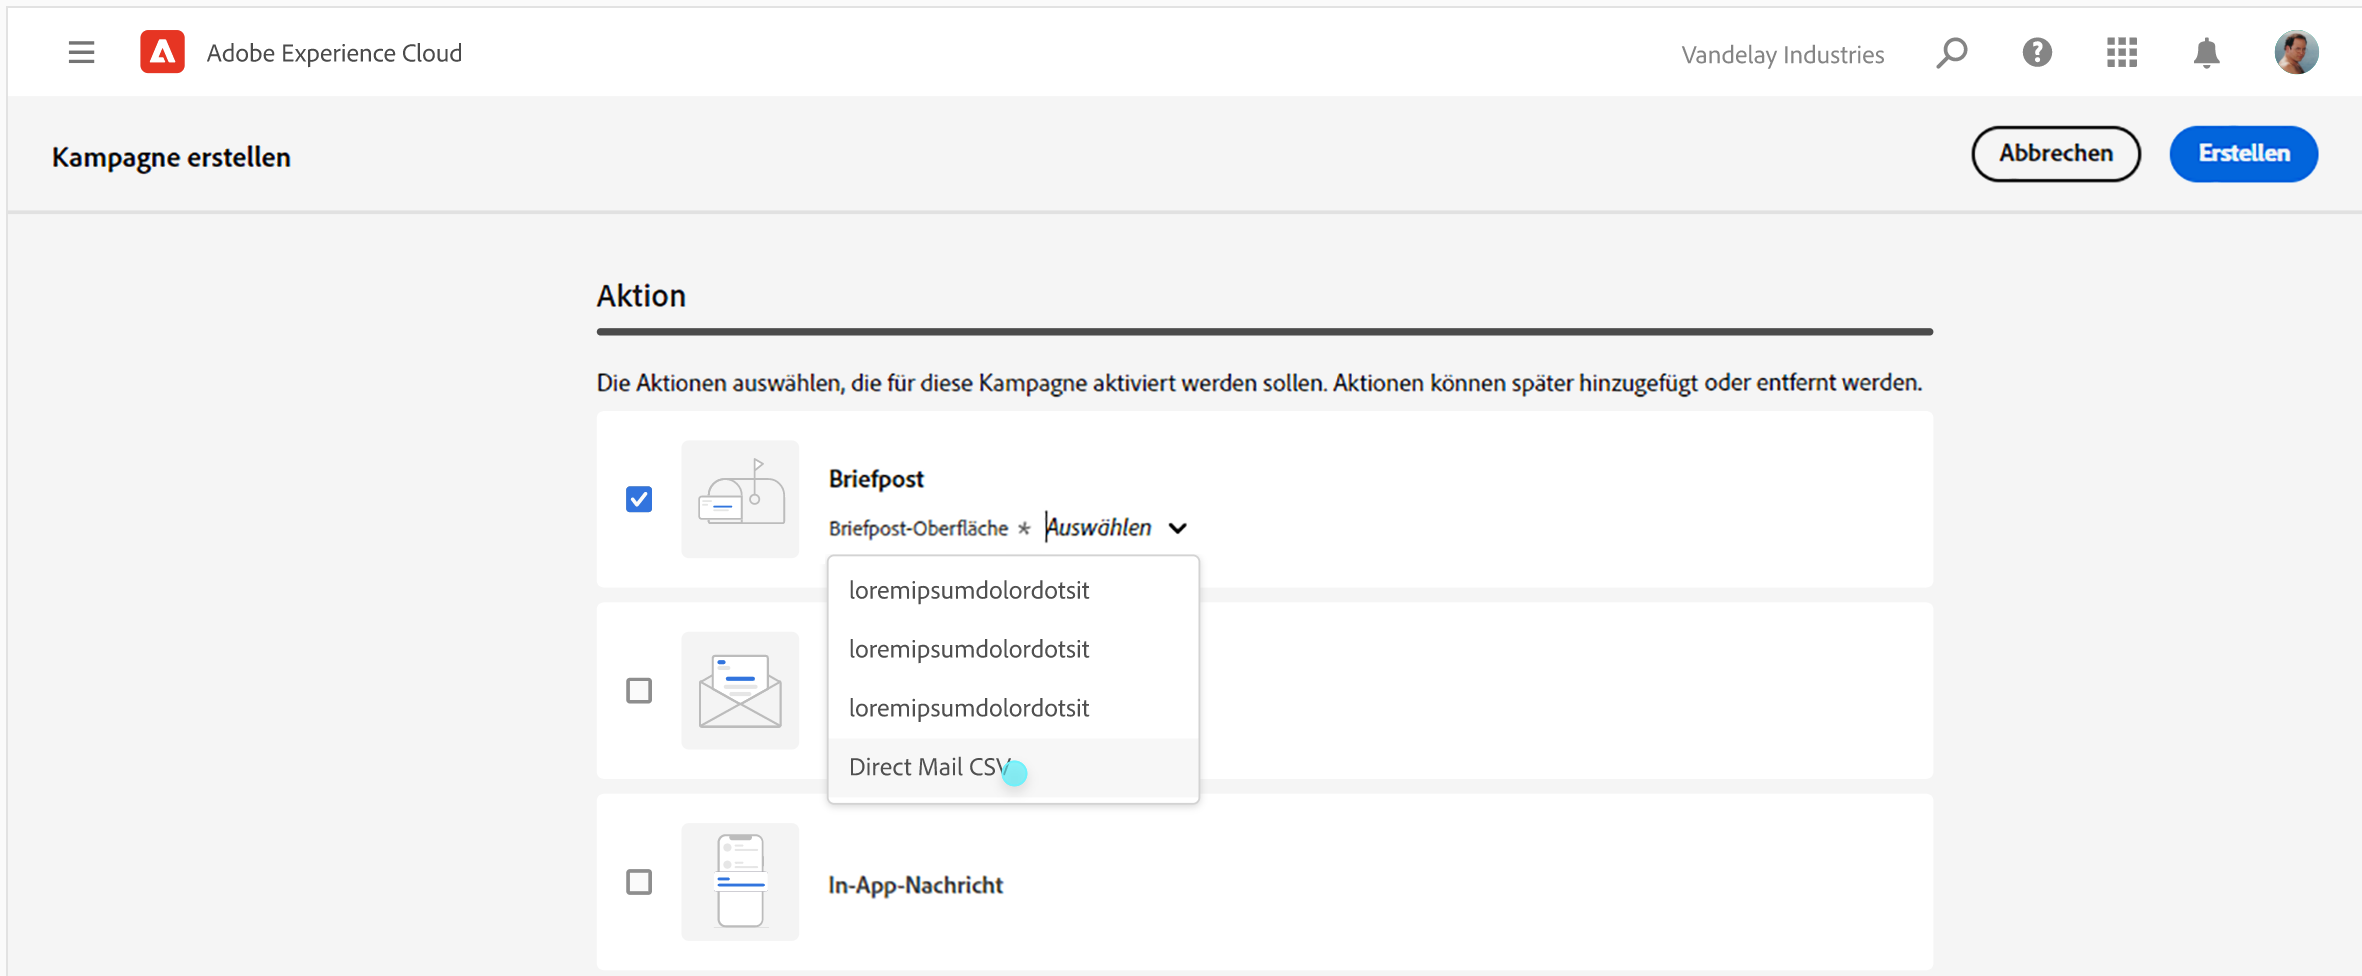 Adobe Experience Cloud
Vandelay Industries
Kampagne erstellen
Abbrechen
Erstellen
Aktion
Die Aktionen auswählen, die für diese Kampagne aktiviert werden sollen. Aktionen können später hinzugefügt oder entfernt werden.
Briefpost
Briefpost-Oberfläche * Auswählen
loremipsumdolordotsit
loremipsumdolordotsit
loremipsumdolordotsit
Direct Mail CSV
In-App-Nachricht